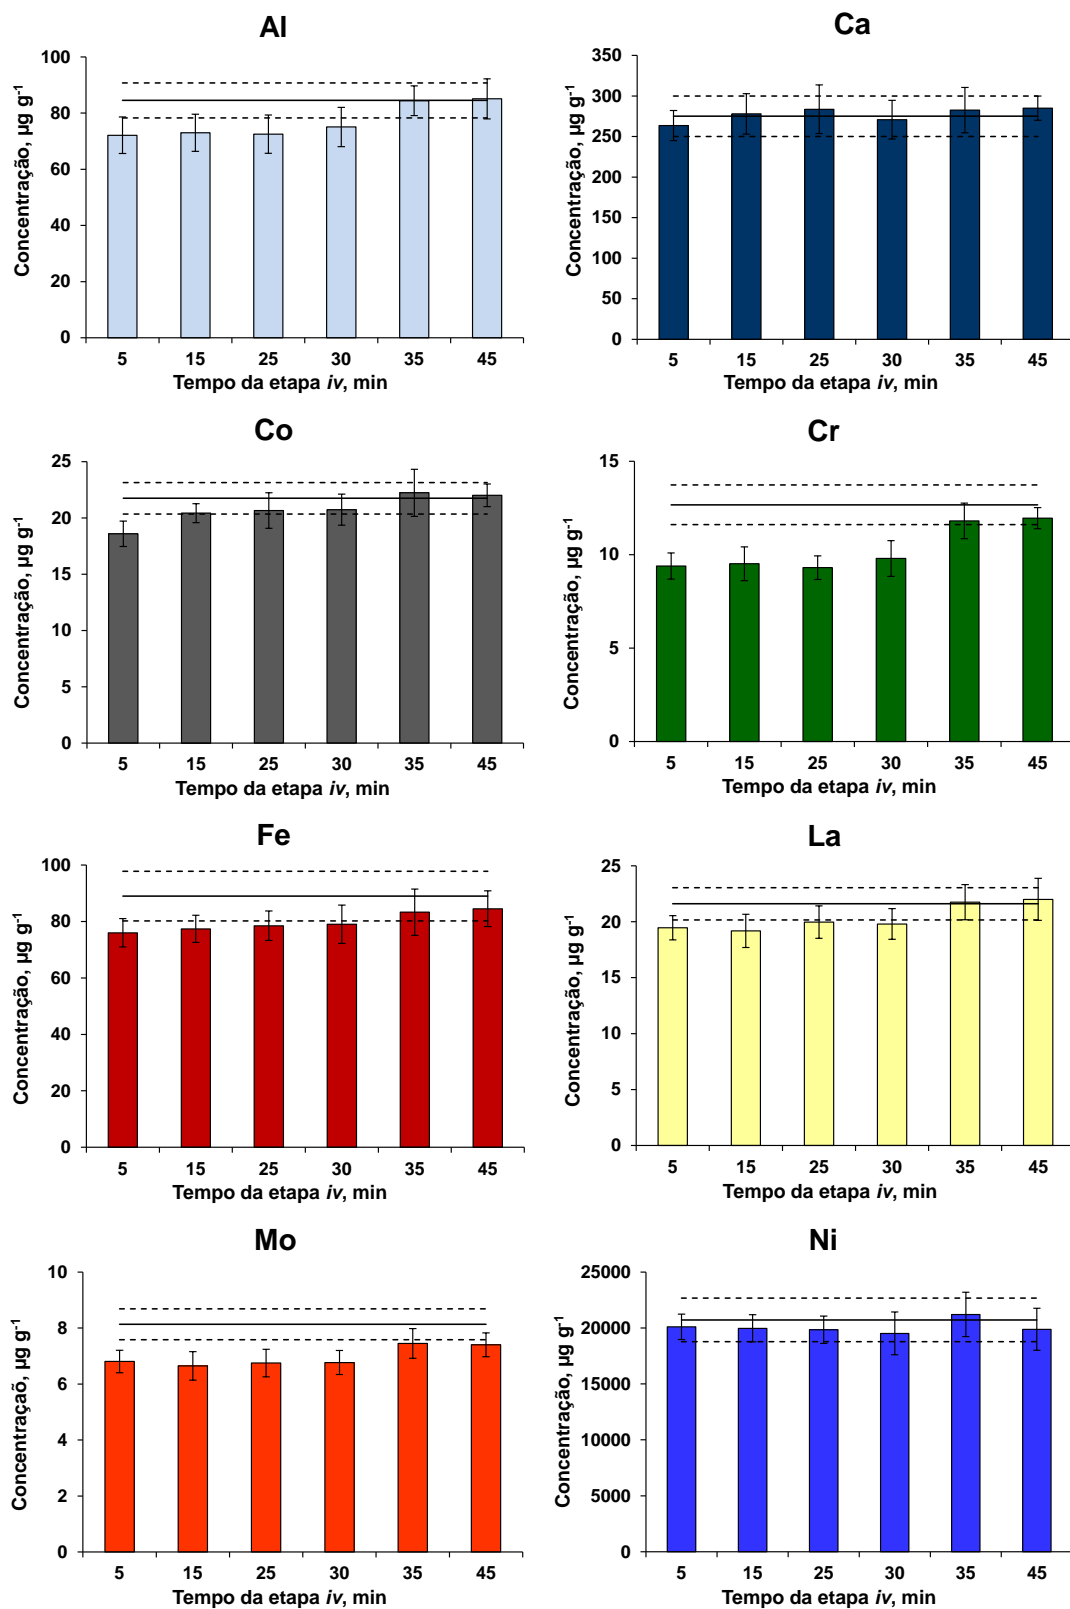 Al
Concentração, µg g-1
100
80
60
40
20
0
5 15 25 30 35 45
Tempo da etapa iv, min
Ca
Concentração, µg g-1
350
300
250
200
150
100
50
0
5 15 25 30 35 45
Tempo da etapa iv, min
Co
Concentração, µg g-1
25
20
15
10
5
0
5 15 25 30 35 45
Tempo da etapa iv, min
Cr
Concentração, µg g-1
15
10
5
0
5 15 25 30 35 45
Tempo da etapa iv, min
Fe
Concentração, µg g-1
100
80
60
40
20
0
5 15 25 30 35 45
Tempo da etapa iv, min
La
Concentração, µg g-1
25
20
15
10
5
0
5 15 25 30 35 45
Tempo da etapa iv, min
Mo
Concentraçaõ, µg g-1
10
8
6
4
2
0
5 15 25 30 35 45
Tempo da etapa iv, min
Ni
Concentração, µg g-1
25000
20000
15000
10000
5000
0
5 15 25 30 35 45
Tempo da etapa iv, min